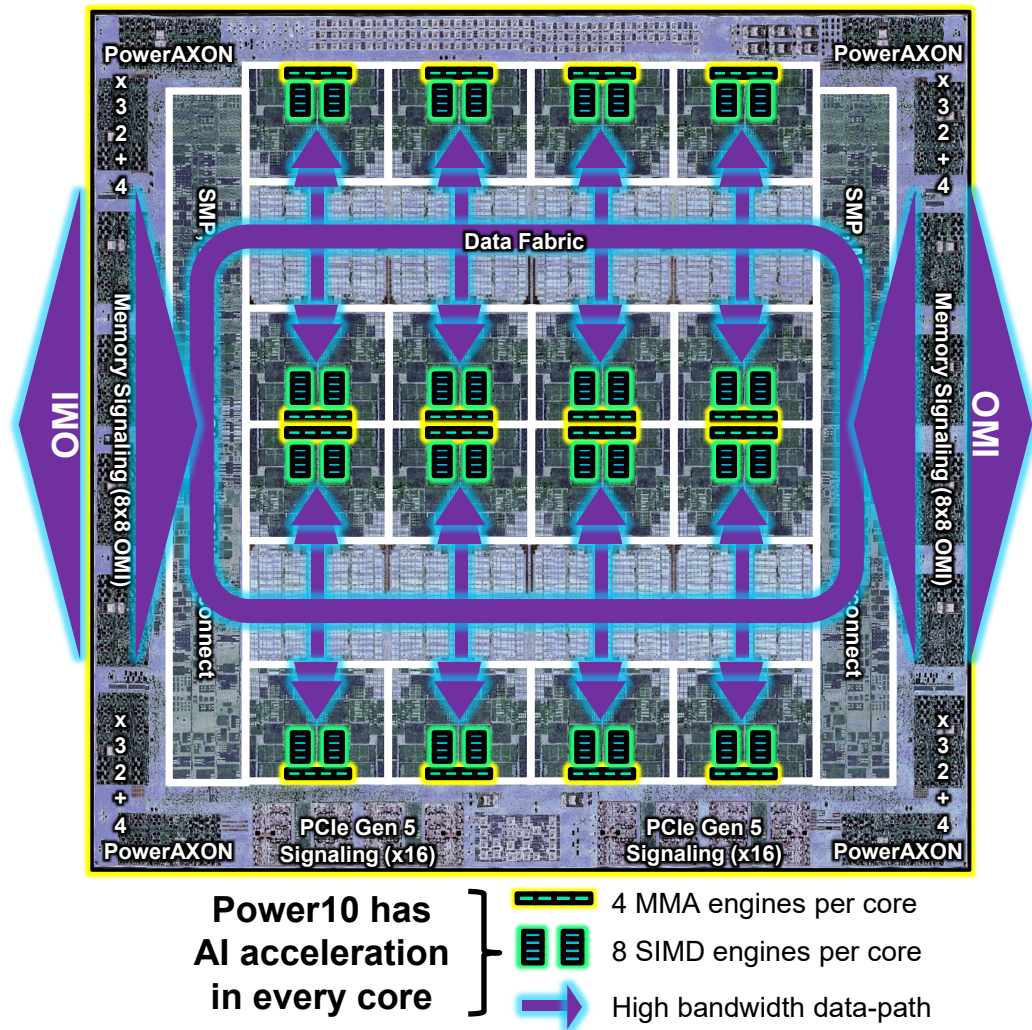 PowerAXON
PowerAXON
x
3
2
+
4
x
3
2
+
4
SMP,
SMP,
Data Fabric
OMI
Memory Signaling (8x8 OMI)
Memory Signaling (8x8 OMI)
OMI
x
3
2
+
4
x
3
2
+
4
PowerAXON
PCIe Gen 5
Signaling (x16)
PCIe Gen 5
Signaling (x16)
PowerAXON
Power10 has
AI acceleration
in every core
4 MMA engines per core
8 SIMD engines per core
High bandwidth data-path